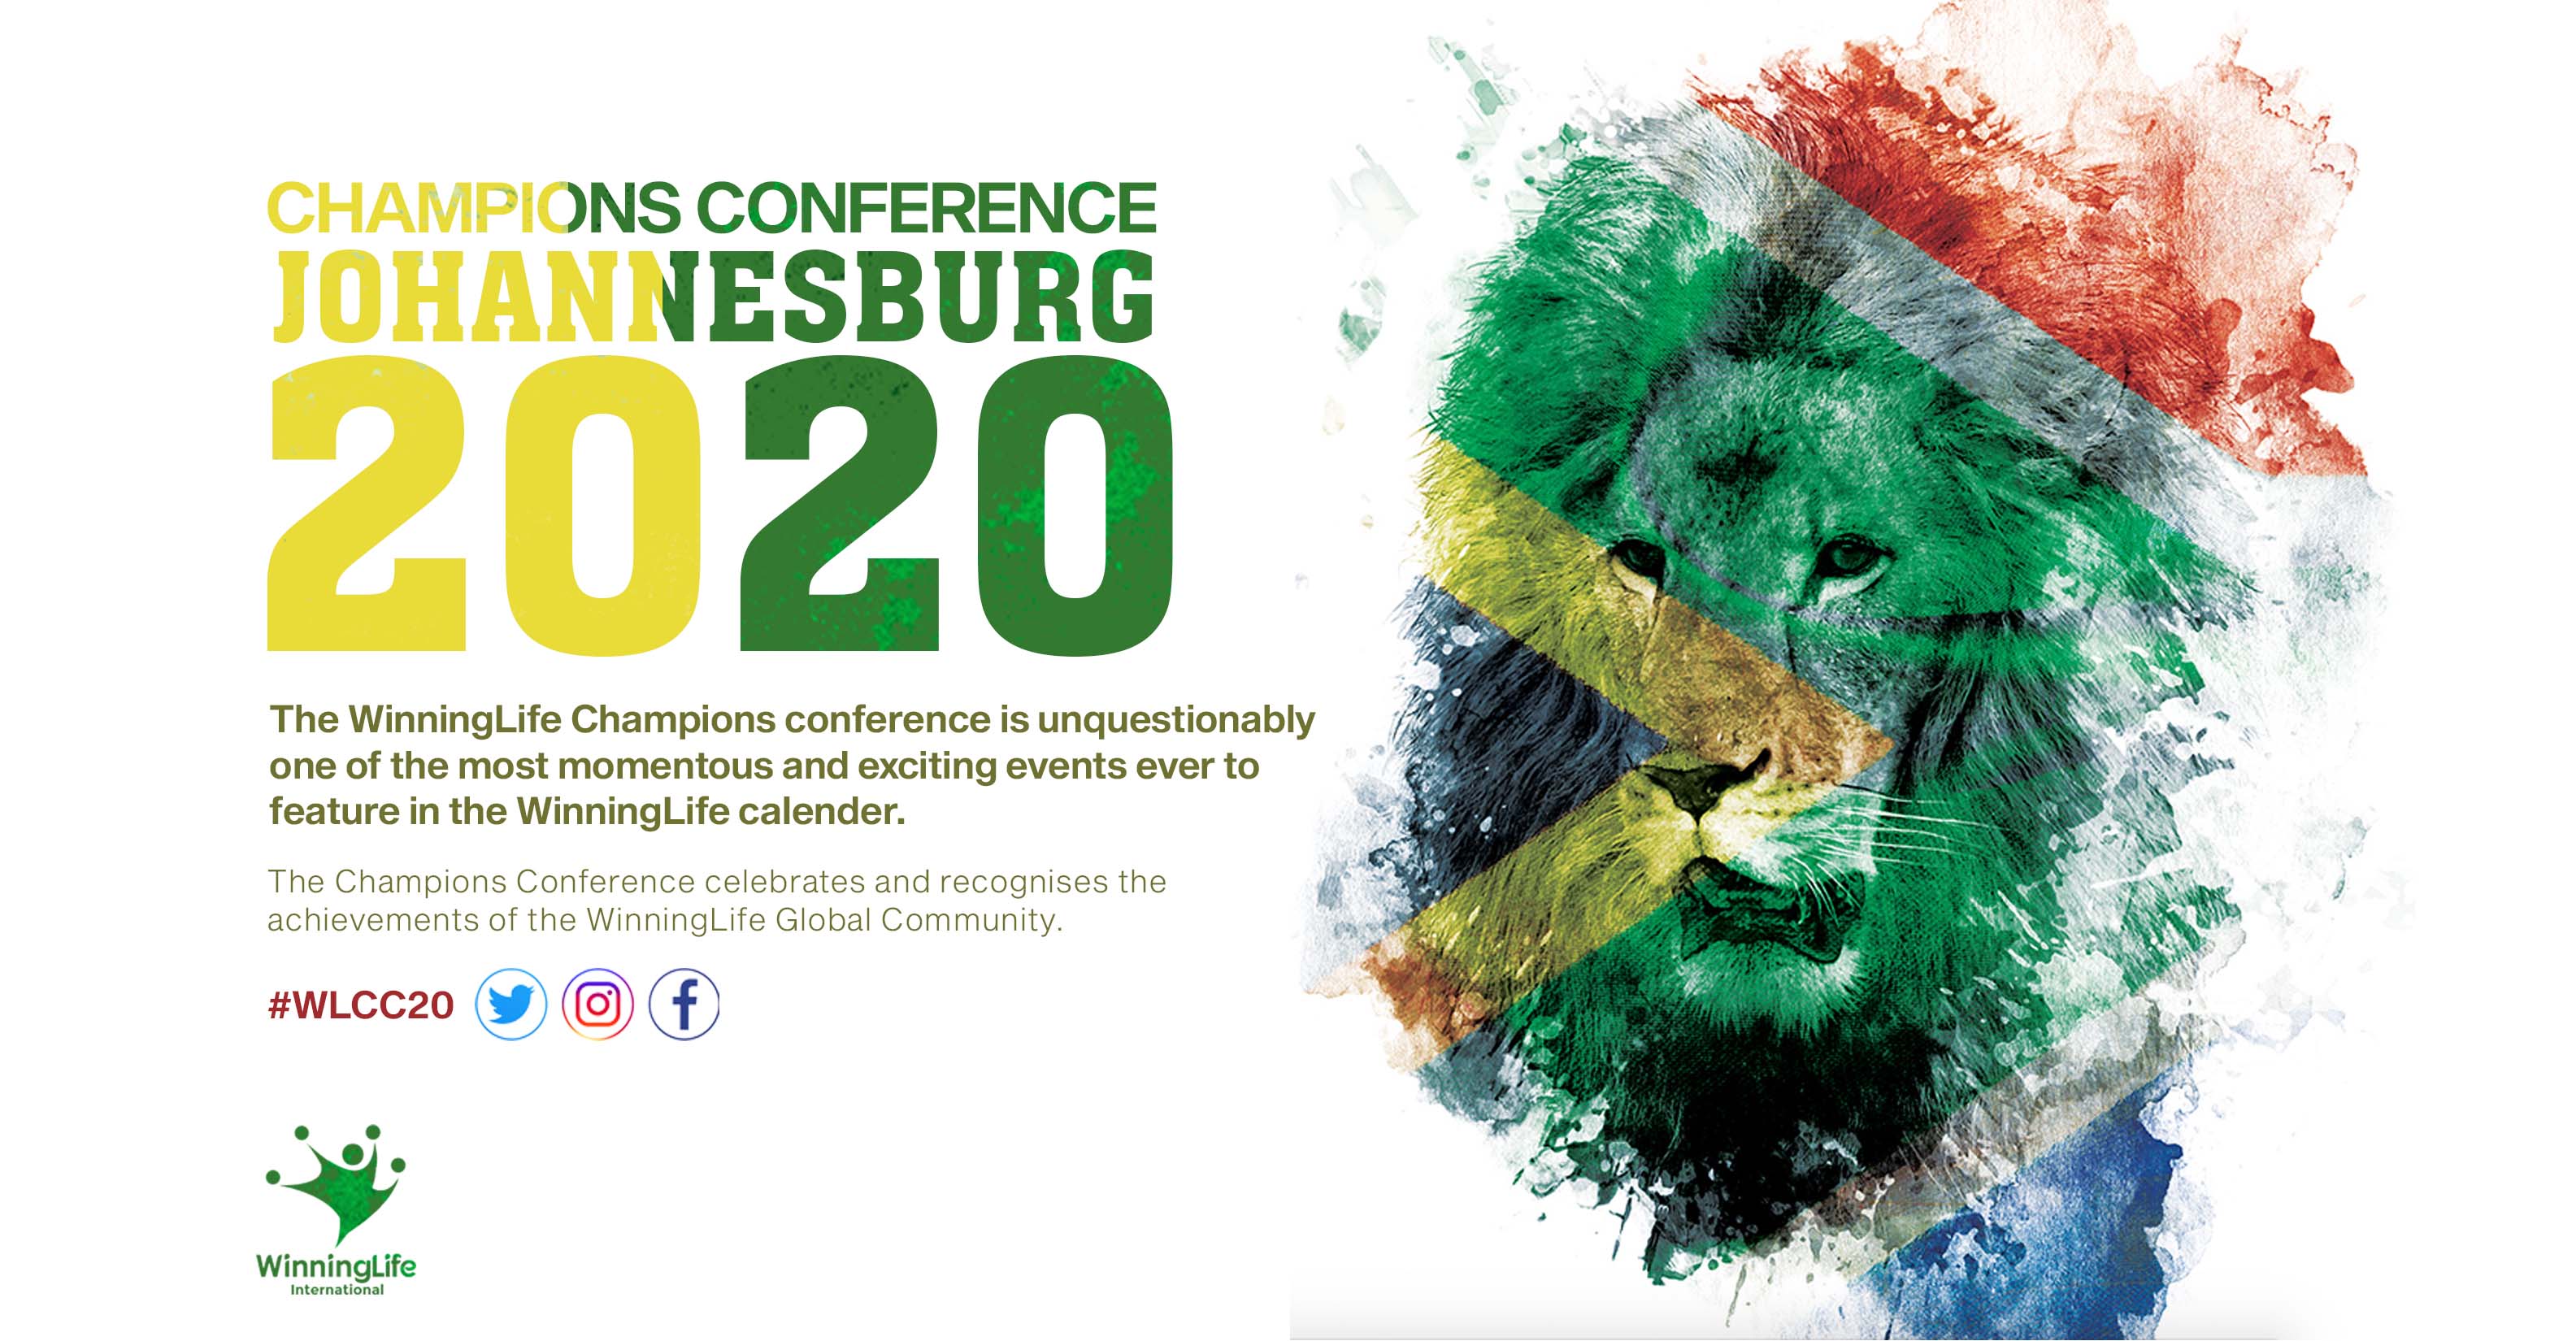 CHAMPIONS CONFERENCE
JOHANNESBURG
2020
The WinningLife Champions conference is unquestionably
one of the most momentous and exciting events ever to
feature in the WinningLife calender.
The Champions Conference celebrates and recognises the
achievements of the WinningLife Global Community.
#WLCC20
WinningLife
International